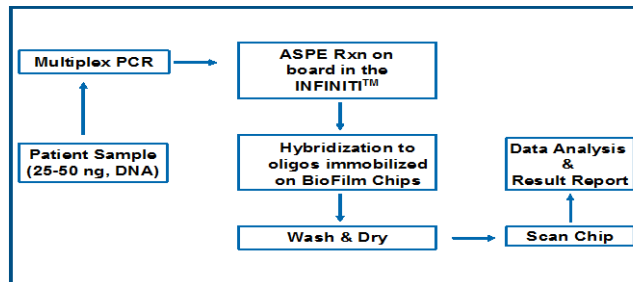 Patient Sample
(25-50 ng, DNA)
Multiplex PCR
ASPE Rxn on
board in the
INFINITI™
Hybridization to
oligos immobilized
on BioFilm Chips
Wash & Dry
Scan Chip
Data Analysis
&
Result Report